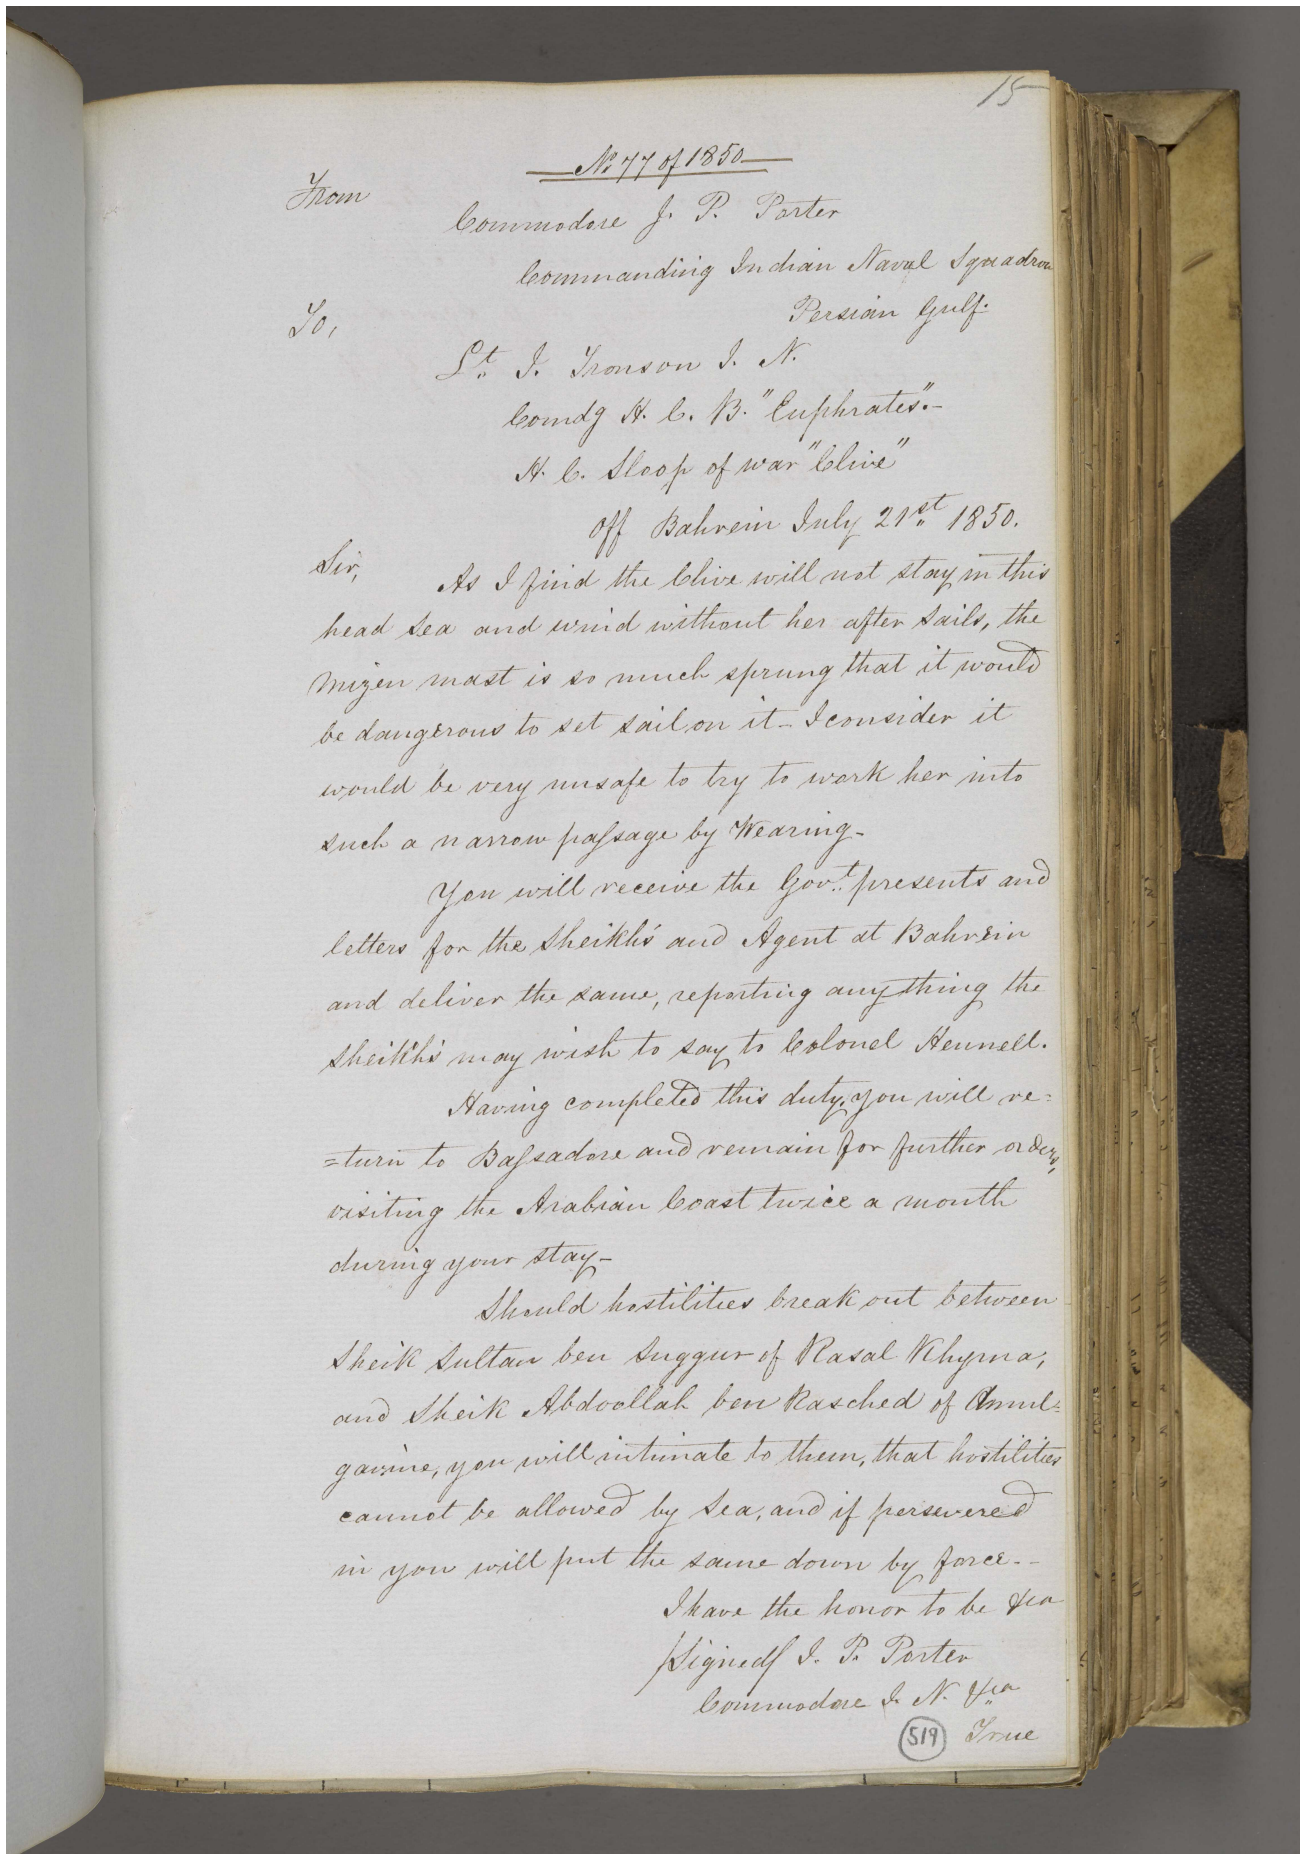 15
No. 77 of 1850
From
Commodore J. P. Porter
Commanding Indian Naval Squadron
Persian Gulf.
To,
Lt. J. Tronson I. N.
Comdg H. C. B. "Euphrates".-
H. C. Sloop of war "Clive"
off Bahrein July 21st 1850.
Sir,
As I find the Clive will not stay in this
head sea and wind without her after sails, the
mizen mast is so much sprung that it would
be dangerous to set sail on it - I consider it
would be very unsafe to try to work her into
such a narrow passage by Wearing -
You will receive the Govt. presents and
letters for the Sheikh's and Agent at Bahrein
and deliver the same, reporting any thing the
Sheikh's may wish to say to Colonel Hennell.
Having completed this duty, you will re=
=turn to Bassadore and remain for further orders,
visiting the Arabian Coast twice a month
during your stay -
Should hostilities break out between
Sheik Sultan ben Suggur of Rasal Khyma,
and Sheik Abdoollah ben Rasched of Amul=
gavine, you will intimate to them, that hostilities
cannot be allowed by Sea, and if persevered
in you will put the same down by force. -
I have the honor to be &ca
/Signed/ J. P. Porter
Commodore I. N. &ca
True
519